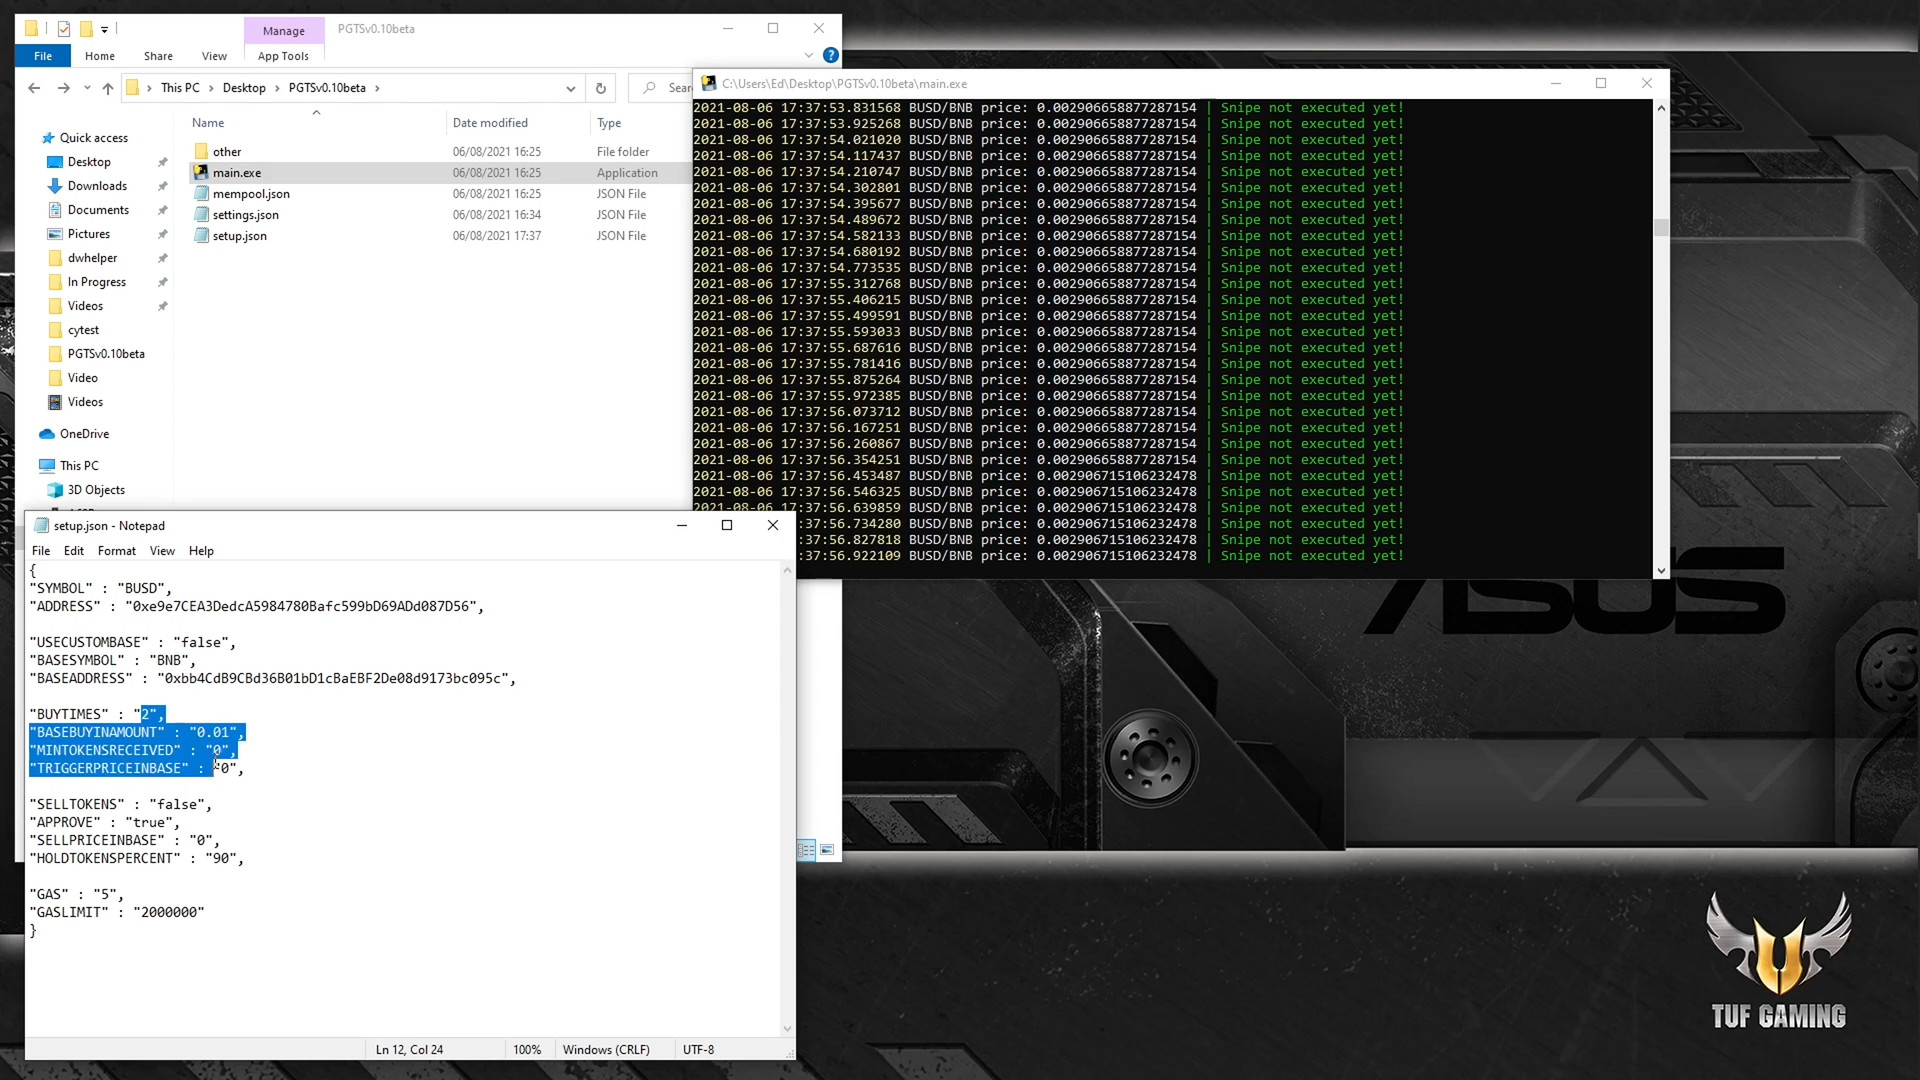 Manage
PGTSv0.10beta
File
Home
Share
View
App Tools
This PC
Desktop
PGTSv0.10beta
Sear
Name
Date modified
Type
Quick access
Desktop
Downloads
Documents
Pictures
dwhelper
In Progress
Videos
cytest
PGTSv0.10beta
Video
Videos
OneDrive
This PC
3D Objects
other 06/08/2021 16:25 File folder
main.exe 06/08/2021 16:25 Application
mempool.json 06/08/2021 16:25 JSON File
settings.json 06/08/2021 16:34 JSON File
setup.json 06/08/2021 17:37 JSON File
C:\Users\Ed\Desktop\PGTSv0.10beta\main.exe
2021-08-06 17:37:53.831568 BUSD/BNB price: 0.002906658877287154 | Snipe not executed yet!
2021-08-06 17:37:53.925268 BUSD/BNB price: 0.002906658877287154 | Snipe not executed yet!
2021-08-06 17:37:54.021020 BUSD/BNB price: 0.002906658877287154 | Snipe not executed yet!
2021-08-06 17:37:54.117437 BUSD/BNB price: 0.002906658877287154 | Snipe not executed yet!
2021-08-06 17:37:54.210747 BUSD/BNB price: 0.002906658877287154 | Snipe not executed yet!
2021-08-06 17:37:54.302801 BUSD/BNB price: 0.002906658877287154 | Snipe not executed yet!
2021-08-06 17:37:54.395677 BUSD/BNB price: 0.002906658877287154 | Snipe not executed yet!
2021-08-06 17:37:54.489672 BUSD/BNB price: 0.002906658877287154 | Snipe not executed yet!
2021-08-06 17:37:54.582133 BUSD/BNB price: 0.002906658877287154 | Snipe not executed yet!
2021-08-06 17:37:54.680192 BUSD/BNB price: 0.002906658877287154 | Snipe not executed yet!
2021-08-06 17:37:54.773535 BUSD/BNB price: 0.002906658877287154 | Snipe not executed yet!
2021-08-06 17:37:55.312768 BUSD/BNB price: 0.002906658877287154 | Snipe not executed yet!
2021-08-06 17:37:55.406215 BUSD/BNB price: 0.002906658877287154 | Snipe not executed yet!
2021-08-06 17:37:55.499591 BUSD/BNB price: 0.002906658877287154 | Snipe not executed yet!
2021-08-06 17:37:55.593033 BUSD/BNB price: 0.002906658877287154 | Snipe not executed yet!
2021-08-06 17:37:55.687616 BUSD/BNB price: 0.002906658877287154 | Snipe not executed yet!
2021-08-06 17:37:55.781416 BUSD/BNB price: 0.002906658877287154 | Snipe not executed yet!
2021-08-06 17:37:55.875264 BUSD/BNB price: 0.002906658877287154 | Snipe not executed yet!
2021-08-06 17:37:55.972385 BUSD/BNB price: 0.002906658877287154 | Snipe not executed yet!
2021-08-06 17:37:56.073712 BUSD/BNB price: 0.002906658877287154 | Snipe not executed yet!
2021-08-06 17:37:56.167251 BUSD/BNB price: 0.002906658877287154 | Snipe not executed yet!
2021-08-06 17:37:56.260867 BUSD/BNB price: 0.002906658877287154 | Snipe not executed yet!
2021-08-06 17:37:56.354251 BUSD/BNB price: 0.002906658877287154 | Snipe not executed yet!
2021-08-06 17:37:56.453487 BUSD/BNB price: 0.002906715106232478 | Snipe not executed yet!
2021-08-06 17:37:56.546325 BUSD/BNB price: 0.002906715106232478 | Snipe not executed yet!
2021-08-06 17:37:56.639859 BUSD/BNB price: 0.002906715106232478 | Snipe not executed yet!
:37:56.734280 BUSD/BNB price: 0.002906715106232478 | Snipe not executed yet!
:37:56.827818 BUSD/BNB price: 0.002906715106232478 | Snipe not executed yet!
:37:56.922109 BUSD/BNB price: 0.002906715106232478 | Snipe not executed yet!
setup.json - Notepad
File Edit Format View Help
{
"SYMBOL" : "BUSD",
"ADDRESS" : "0xe9e7CEA3DedcA5984780Bafc599bD69ADd087D56",
"USECUSTOMBASE" : "false",
"BASESYMBOL" : "BNB",
"BASEADDRESS" : "0xbb4CdB9CBd36B01bD1cBaEBF2De08d9173bc095c",
"BUYTIMES" : "2",
"BASEBUYINAMOUNT" : "0.01",
"MINTOKENSRECEIVED" : "0",
"TRIGGERPRICEINBASE" : "0",
"SELLTOKENS" : "false",
"APPROVE" : "true",
"SELLPRICEINBASE" : "0",
"HOLDTOKENSPERCENT" : "90",
"GAS" : "5",
"GASLIMIT" : "2000000"
}
Ln 12, Col 24
100%
Windows (CRLF)
UTF-8
ASUS
TUF GAMING